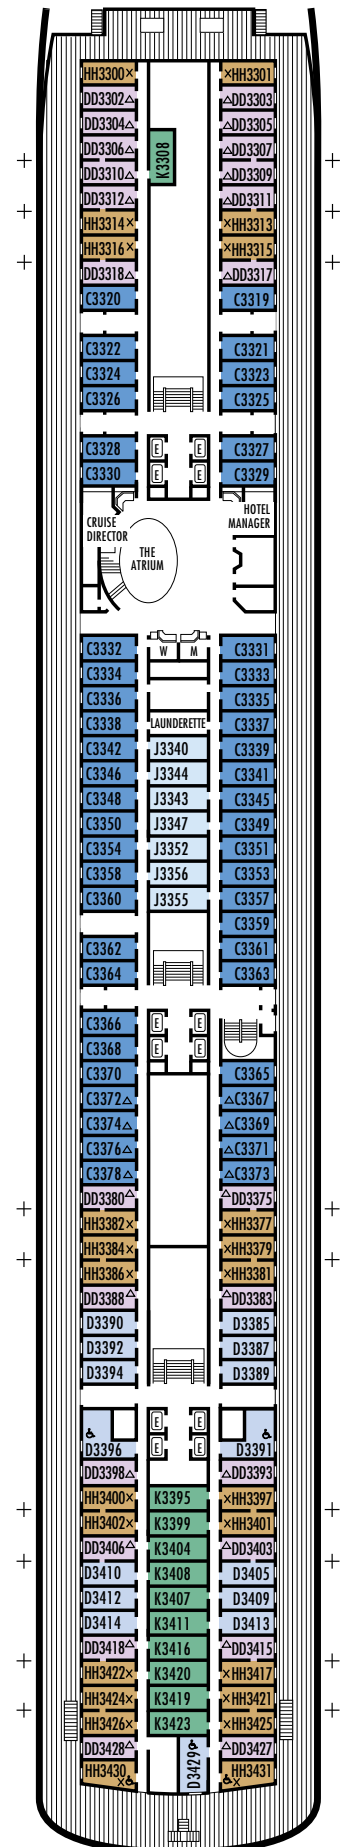 HH3300× ×HH3301
DD3302△ △DD3303
DD3304△ △DD3305
DD3306△ K3308 △DD3307
DD3310△ △DD3309
DD3312△ △DD3311
HH3314× ×HH3313
HH3316× ×HH3315
DD3318△ △DD3317
C3320 C3319
C3322 C3321
C3324 C3323
C3326 C3325
C3328 E E C3327
C3330 E E C3329
CRUISE DIRECTOR
HOTEL MANAGER
THE
ATRIUM
C3332 W M C3331
C3334 C3333
C3336 C3335
C3338 LAUNDERETTE C3337
C3342 J3340 C3339
C3346 J3344 C3341
C3348 J3343 C3345
C3350 J3347 C3349
C3354 J3352 C3351
C3358 J3356 C3353
C3360 J3355 C3357
C3359
C3362 C3361
C3364 C3363
C3366 E E
C3368 E E
C3370 C3365
C3372△ △C3367
C3374△ △C3369
C3376△ △C3371
C3378△ △C3373
DD3380△ △DD3375
HH3382× ×HH3377
HH3384× ×HH3379
HH3386× ×HH3381
DD3388△ △DD3383
D3390 D3385
D3392 D3387
D3394 D3389
E E
D3396 E E D3391
DD3398△ △DD3393
HH3400× K3395 ×HH3397
HH3402× K3399 ×HH3401
DD3406△ K3404 △DD3403
D3410 K3408 D3405
D3412 K3407 D3409
D3414 K3411 D3413
DD3418△ K3416 △DD3415
HH3422× K3420 ×HH3417
HH3424× K3419 ×HH3421
HH3426× K3423 ×HH3425
DD3428△ D3429 △DD3427
HH3430× ×HH3431